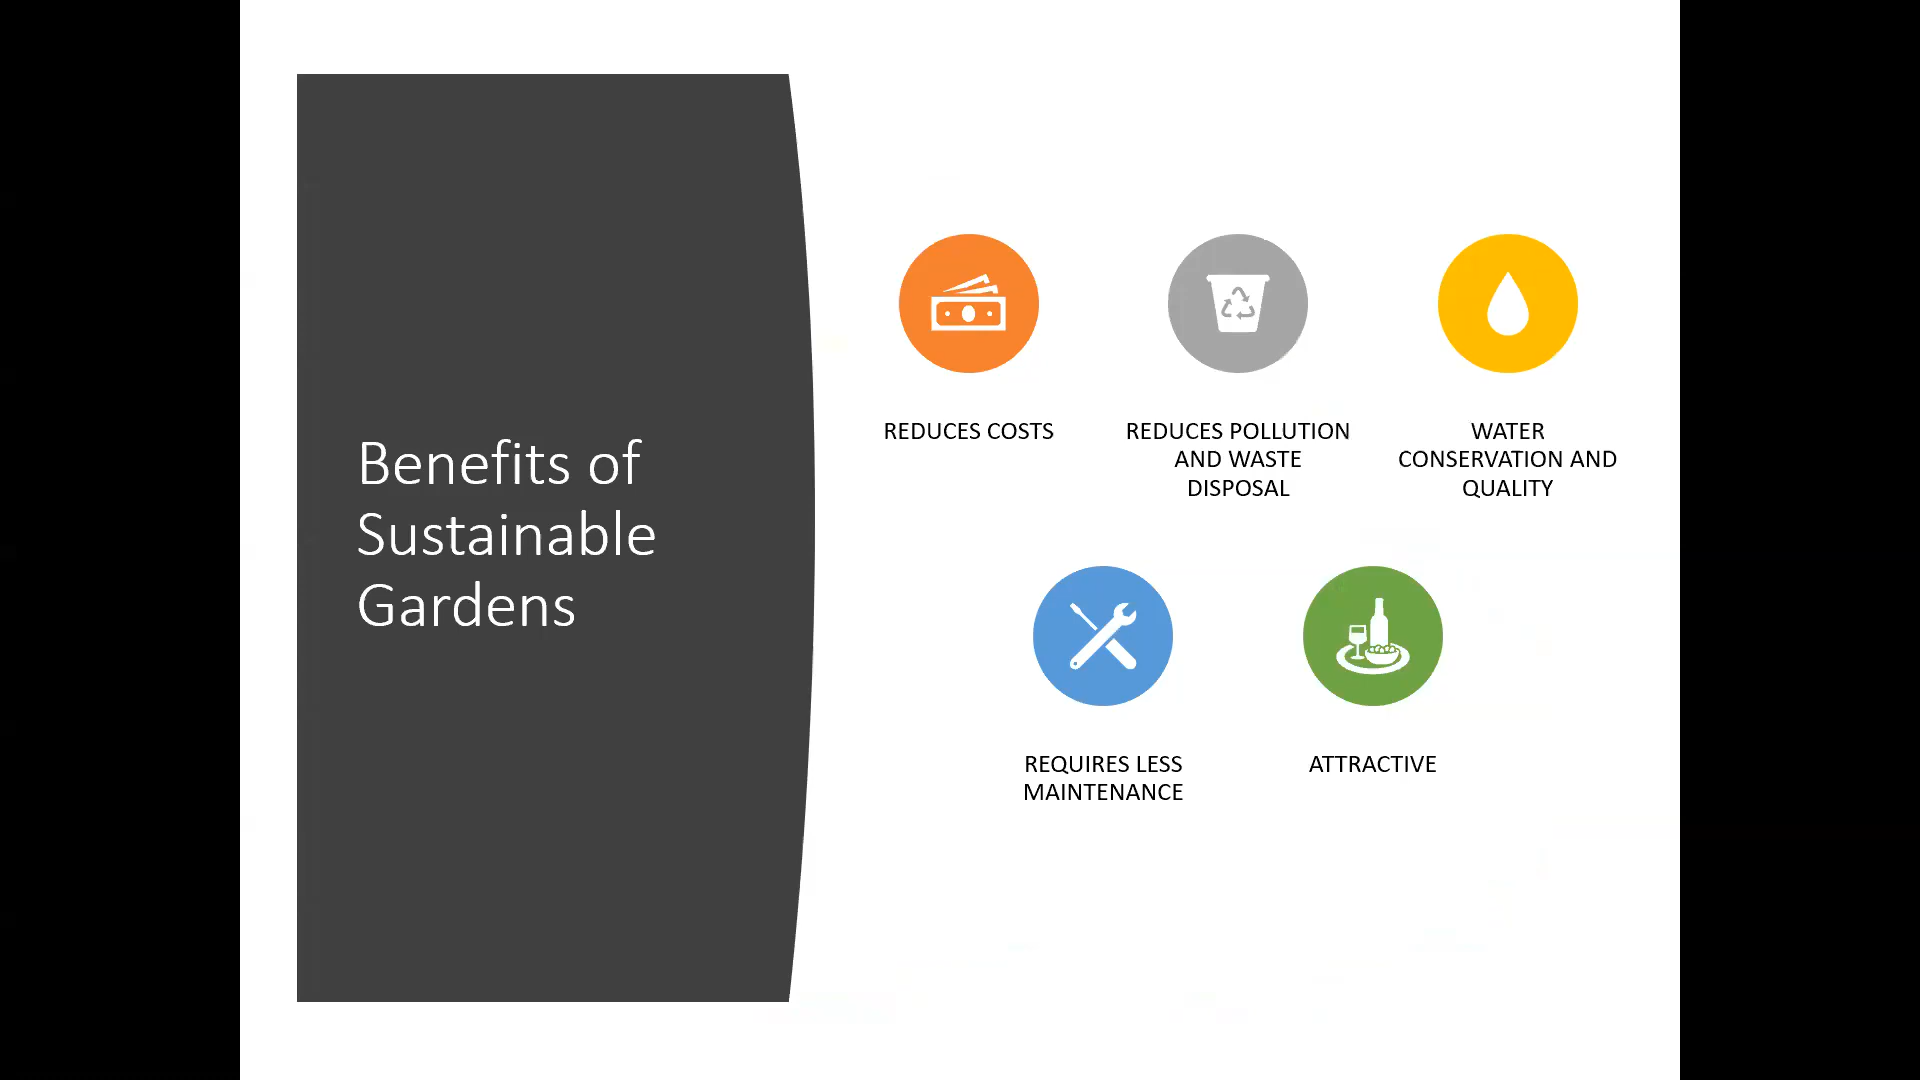 Benefits of
Sustainable
Gardens
REDUCES COSTS
REDUCES POLLUTION
AND WASTE
DISPOSAL
WATER
CONSERVATION AND
QUALITY
REQUIRES LESS
MAINTENANCE
ATTRACTIVE